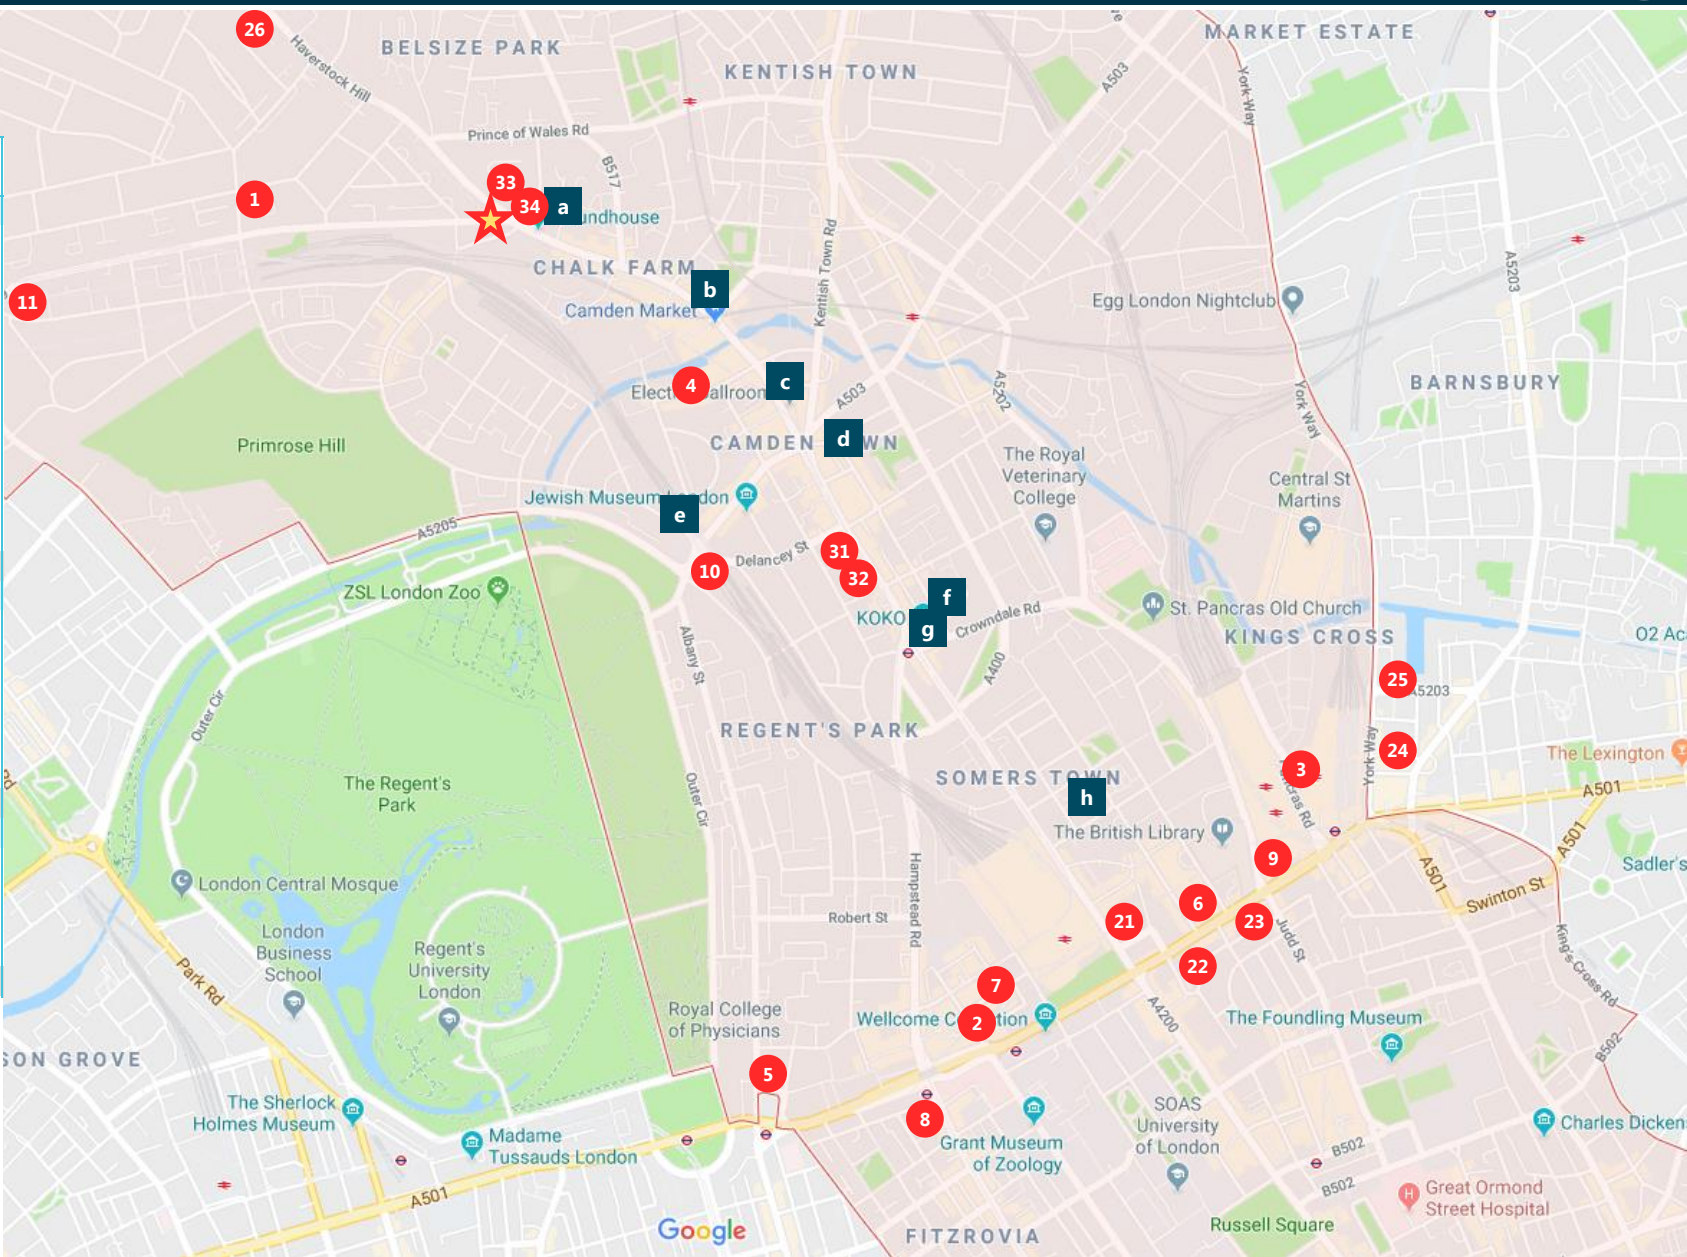 26
BELSIZE PARK
MARKET ESTATE
Haverstock Hill
KENTISH TOWN
A503
York Way
Prince of Wales Rd
B517
33
1
34
a
undhouse
Kentish Town Rd
A5203
CHALK FARM
b
11
Camden Market
Egg London Nightclub
4
c
Elect
allroom
A503
A5202
York Way
BARNSBURY
Primrose Hill
CAMDEN
d
WN
The Royal
Veterinary
College
Central St
Martins
Jewish Museum
don
e
A5205
10
Delancey St
31
32
ZSL London Zoo
f
KOKO
g
Crowndale Rd
St. Pancras Old Church
KINGS CROSS
O2 Ac
Albany St
A400
25
A5203
Outer Cir
REGENT'S PARK
24
York Way
The Lexington
3
SOMERS TOWN
h
The Regent's
Park
Outer Cir
A501
ncras Rd
The British Library
A501
9
Sadler's
London Central Mosque
Hampstead Rd
A501
Swinton St
6
21
23
Robert St
Judd St
London
Business
School
Regent's
University
London
King's Cross Rd
22
Park Rd
7
Royal College
of Physicians
Wellcome C
2
tion
A4200
The Foundling Museum
SON GROVE
B502
5
The Sherlock
Holmes Museum
8
SOAS
University
of London
Charles Dicken
Madame
Tussauds London
Grant Museum
of Zoology
B502
B502
A501
Great Ormond
Street Hospital
Google
FITZROVIA
Russell Square